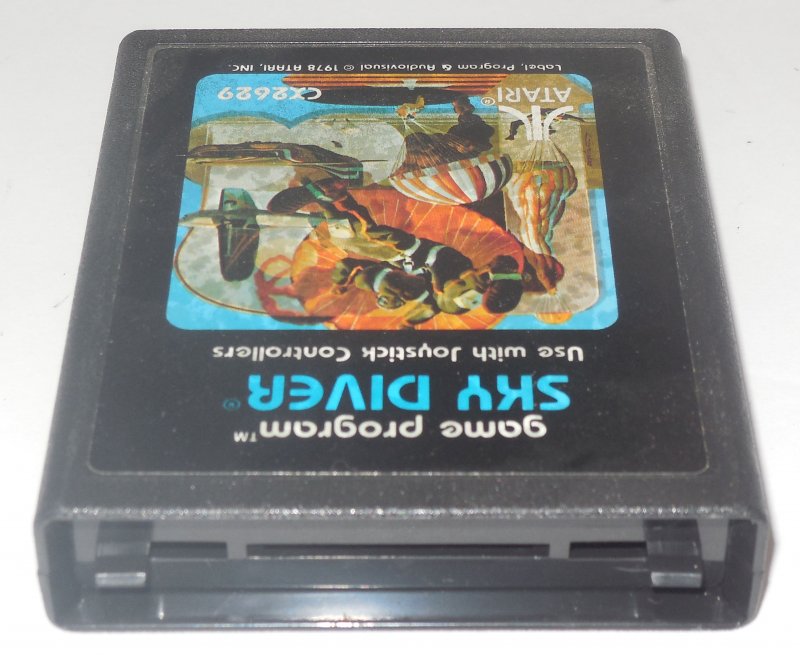 game program™
SKY DIVER®
Use with Joystick Controllers
ATARI®
CX2629
Label, Program & Audiovisual © 1978 ATARI, INC.